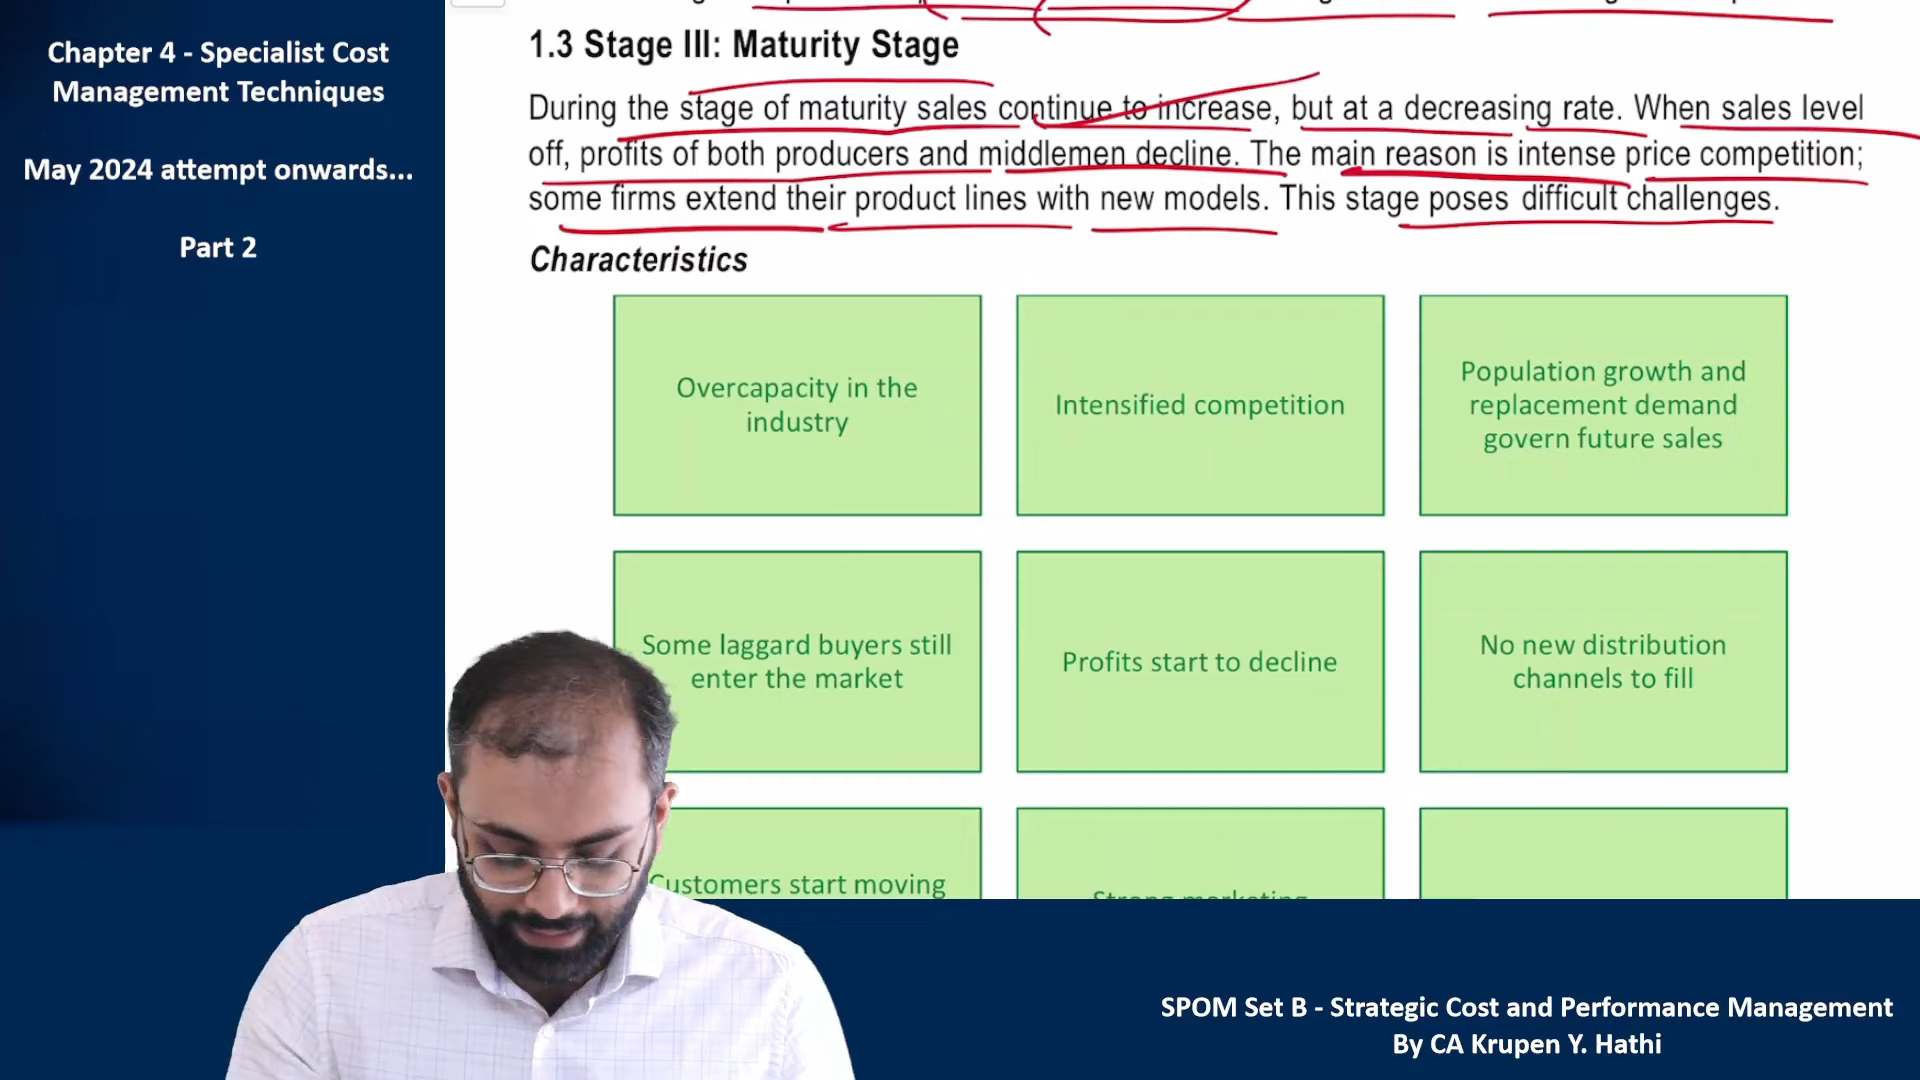 Chapter 4 - Specialist Cost
Management Techniques
May 2024 attempt onwards...
Part 2
1.3 Stage III: Maturity Stage
During the stage of maturity sales continue to increase, but at a decreasing rate. When sales level
off, profits of both producers and middlemen decline. The main reason is intense price competition;
some firms extend their product lines with new models. This stage poses difficult challenges.
Characteristics
Overcapacity in the
industry
Intensified competition
Population growth and
replacement demand
govern future sales
Some laggard buyers still
enter the market
Profits start to decline
No new distribution
channels to fill
Customers start moving
Strong marketing
SPOM Set B - Strategic Cost and Performance Management
By CA Krupen Y. Hathi